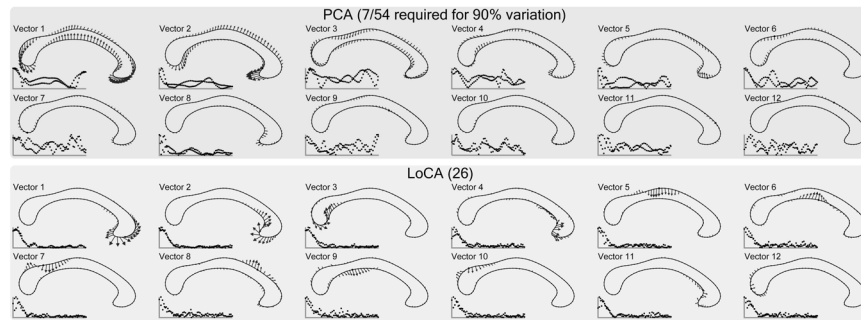 PCA (7/54 required for 90% variation)
Vector 1 Vector 2 Vector 3 Vector 4 Vector 5 Vector 6
Vector 7 Vector 8 Vector 9 Vector 10 Vector 11 Vector 12
LoCA (26)
Vector 1 Vector 2 Vector 3 Vector 4 Vector 5 Vector 6
Vector 7 Vector 8 Vector 9 Vector 10 Vector 11 Vector 12